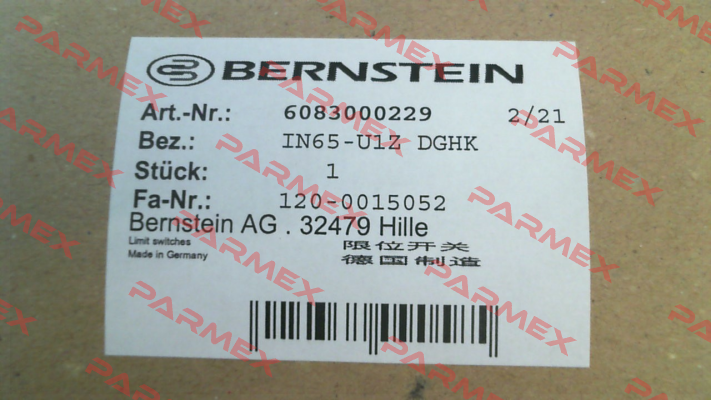 BERNSTEIN
Art.-Nr.: 6083000229 2/21
Bez.: IN65-U1Z DGHK
Stück: 1
Fa-Nr.: 120-0015052
Bernstein AG . 32479 Hille
Limit switches 限位开关
Made in Germany 德国制造
PARMEX